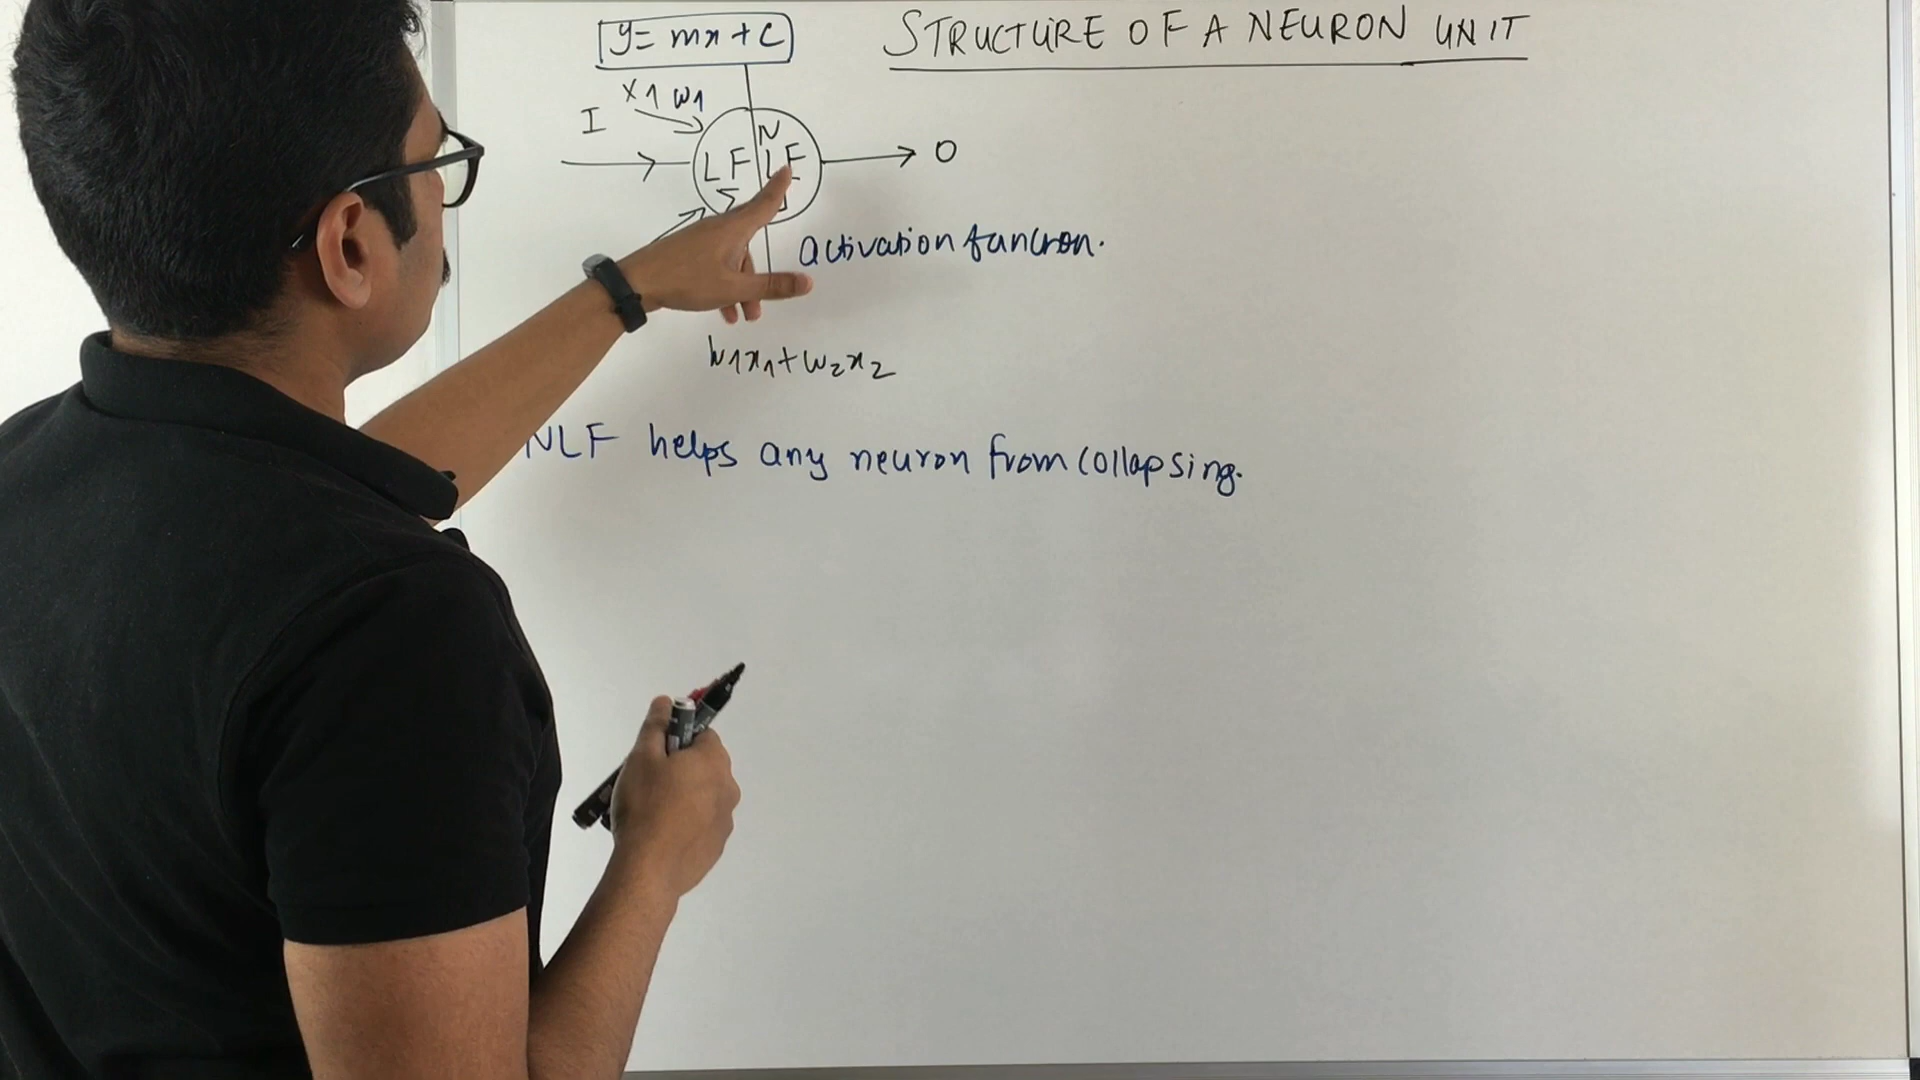 y = mx + c
STRUCTURE OF A NEURON UNIT
x1 w1
I
N
LF LF
Σ
O
activation function.
w1x1 + w2x2
NLF helps any neuron from collapsing.